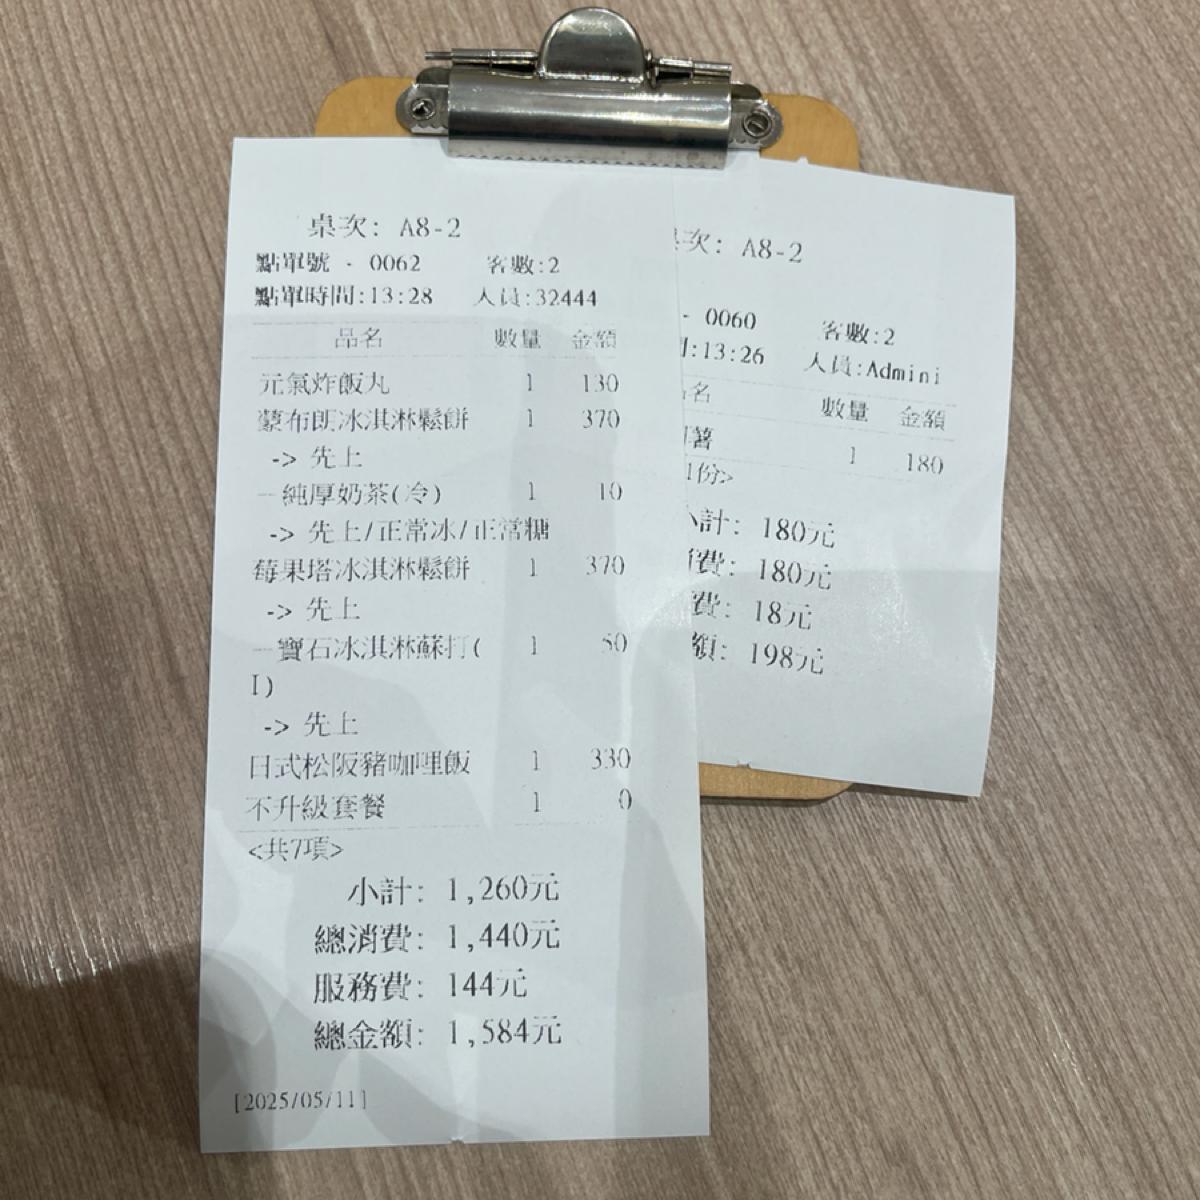 桌次: A8-2
點單號 - 0062 客數:2
點單時間:13:28 人員:32444
品名 數量 金額
元氣炸飯丸 1 130
蒙布朗冰淇淋鬆餅 1 370
-> 先上
－純厚奶茶(冷) 1 10
-> 先上/正常冰/正常糖
莓果塔冰淇淋鬆餅 1 370
-> 先上
－寶石冰淇淋蘇打( 1 50
I)
-> 先上
日式松阪豬咖哩飯 1 330
不升級套餐 1 0
<共7項>
小計: 1,260元
總消費: 1,440元
服務費: 144元
總金額: 1,584元
[2025/05/11]
次: A8-2
- 0060 客數:2
:13:26 人員:Admini
名 數量 金額
薯 1 180
1份>
計: 180元
費: 180元
費: 18元
額: 198元